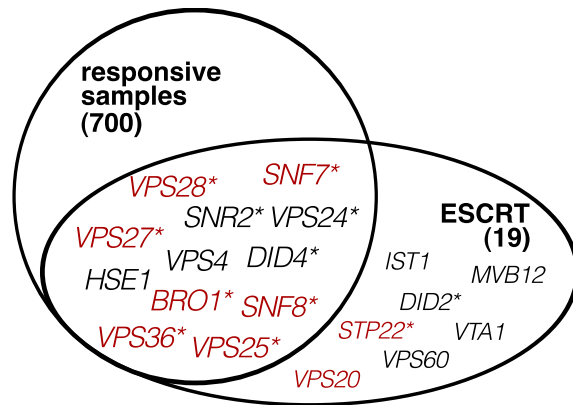 responsive
samples
(700)
VPS28* SNF7*
SNR2* VPS24*
VPS27*
VPS4 DID4*
HSE1
BRO1* SNF8*
VPS36* VPS25*
ESCRT
(19)
IST1 MVB12
DID2*
STP22* VTA1
VPS60
VPS20